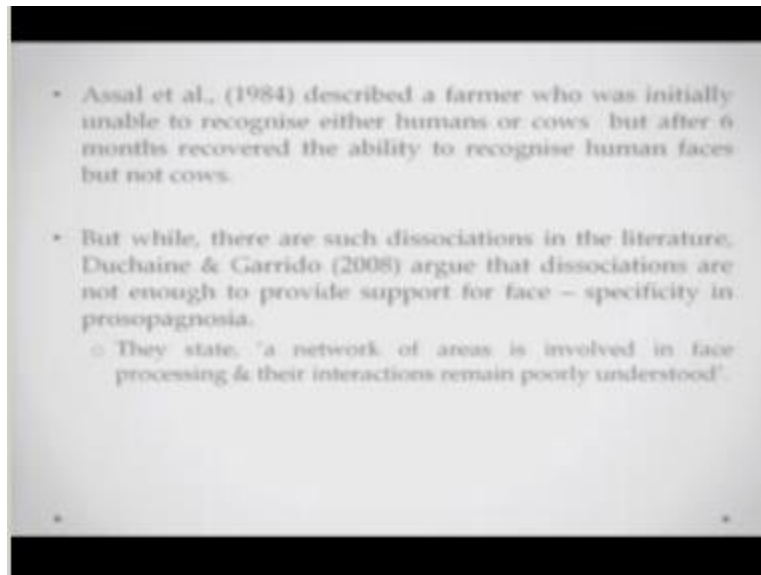 • Assal et al., (1984) described a farmer who was initially
unable to recognise either humans or cows but after 6
months recovered the ability to recognise human faces
but not cows.
• But while, there are such dissociations in the literature,
Duchaine & Garrido (2008) argue that dissociations are
not enough to provide support for face – specificity in
prosopagnosia.
o They state, 'a network of areas is involved in face
processing & their interactions remain poorly understood'.